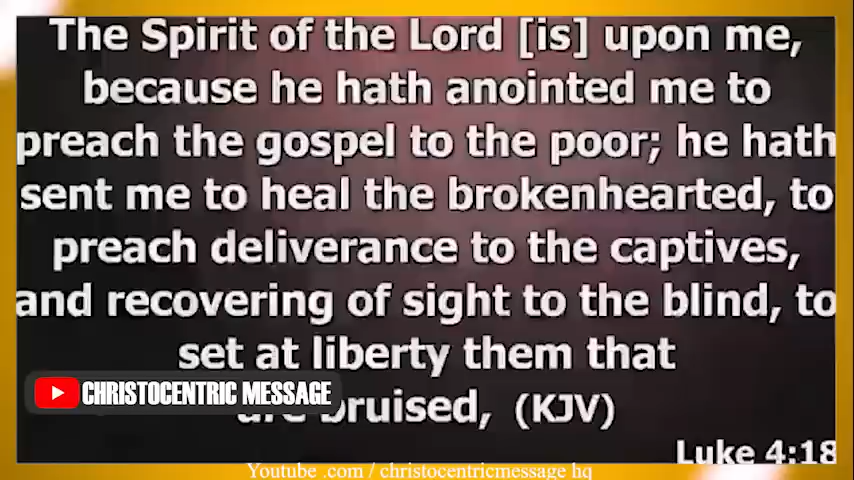 The Spirit of the Lord [is] upon me,
because he hath anointed me to
preach the gospel to the poor; he hath
sent me to heal the brokenhearted, to
preach deliverance to the captives,
and recovering of sight to the blind, to
set at liberty them that
CHRISTOCENTRIC MESSAGE
are bruised, (KJV)
Luke 4:18
Youtube .com / christocentricmessage hq